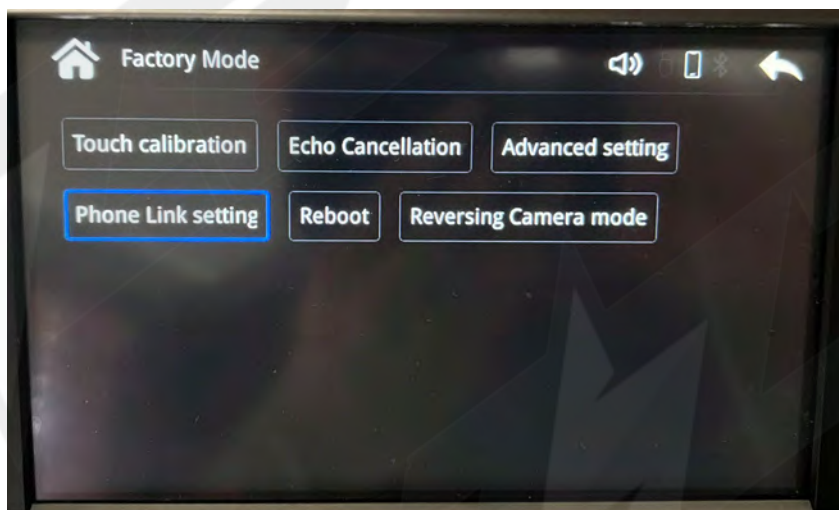 Factory Mode
Touch calibration Echo Cancellation Advanced setting
Phone Link setting Reboot Reversing Camera mode